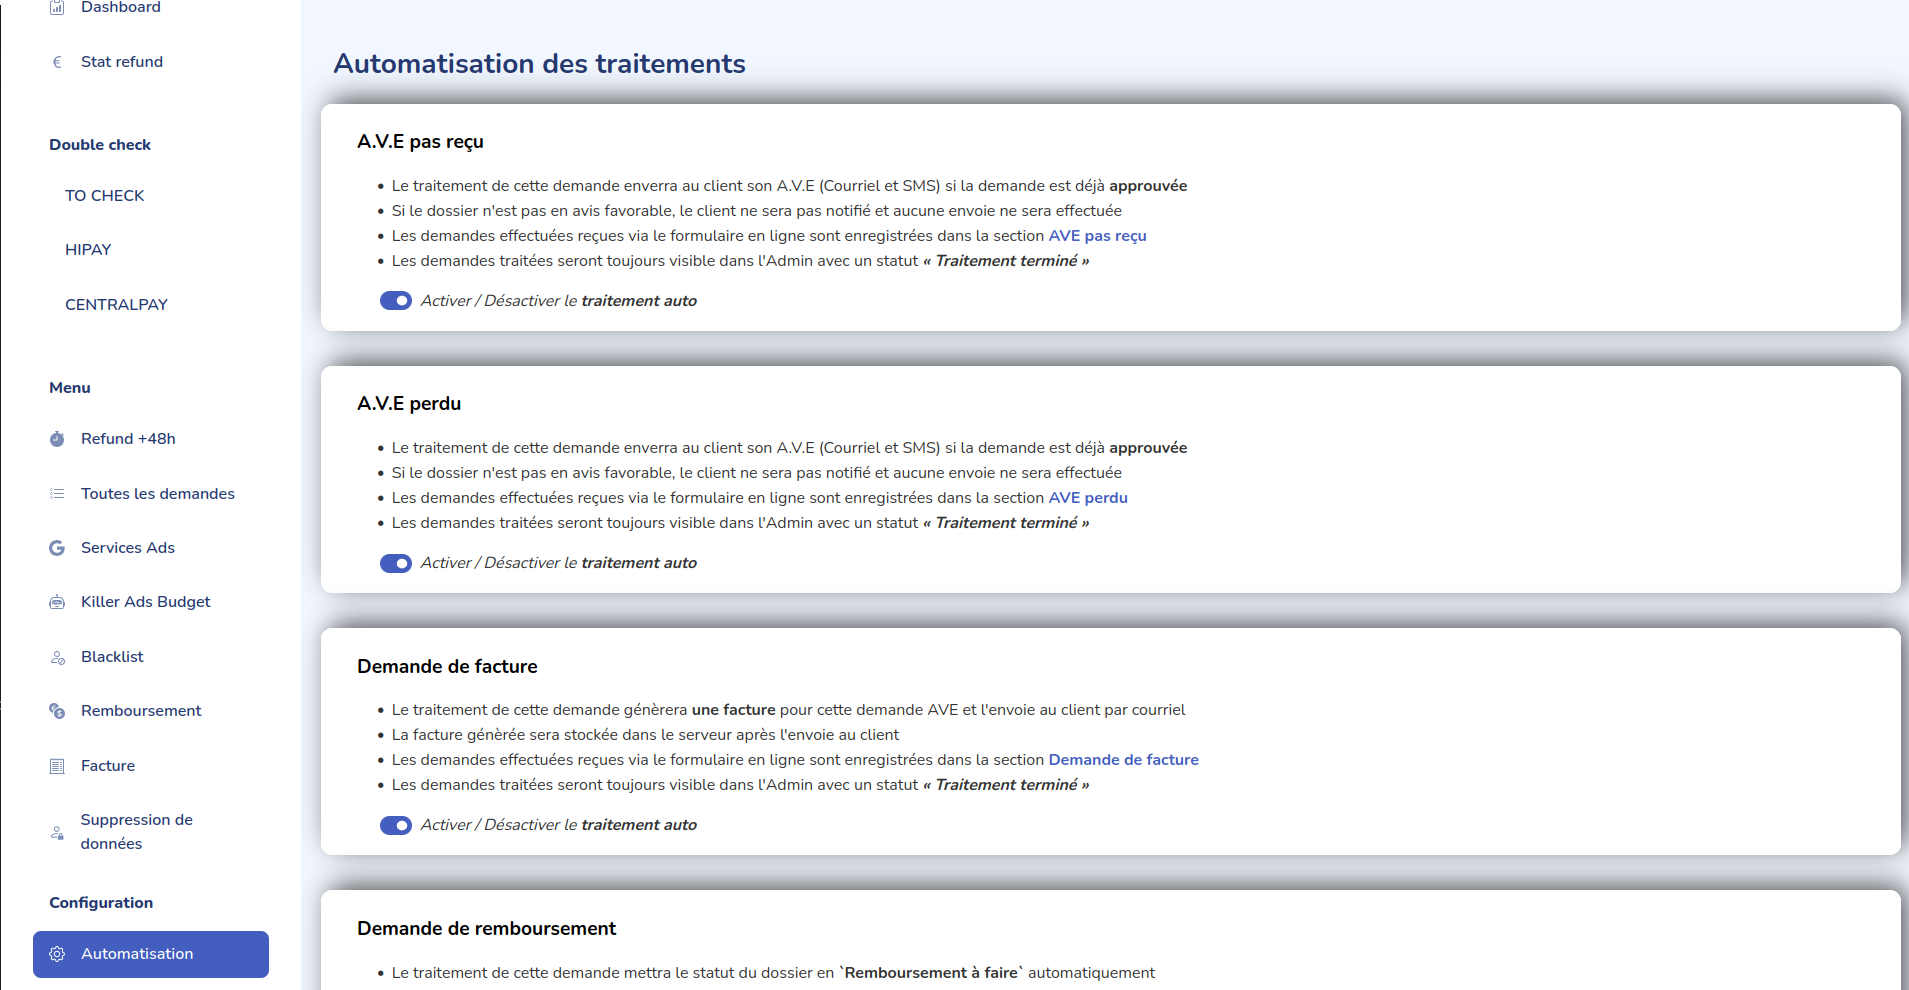 Dashboard
Stat refund
Double check
TO CHECK
HIPAY
CENTRALPAY
Menu
Refund +48h
Toutes les demandes
Services Ads
Killer Ads Budget
Blacklist
Remboursement
Facture
Suppression de
données
Configuration
Automatisation
Automatisation des traitements
A.V.E pas reçu
• Le traitement de cette demande enverra au client son A.V.E (Courriel et SMS) si la demande est déjà approuvée
• Si le dossier n'est pas en avis favorable, le client ne sera pas notifié et aucune envoie ne sera effectuée
• Les demandes effectuées reçues via le formulaire en ligne sont enregistrées dans la section AVE pas reçu
• Les demandes traitées seront toujours visible dans l'Admin avec un statut « Traitement terminé »
Activer / Désactiver le traitement auto
A.V.E perdu
• Le traitement de cette demande enverra au client son A.V.E (Courriel et SMS) si la demande est déjà approuvée
• Si le dossier n'est pas en avis favorable, le client ne sera pas notifié et aucune envoie ne sera effectuée
• Les demandes effectuées reçues via le formulaire en ligne sont enregistrées dans la section AVE perdu
• Les demandes traitées seront toujours visible dans l'Admin avec un statut « Traitement terminé »
Activer / Désactiver le traitement auto
Demande de facture
• Le traitement de cette demande génèrera une facture pour cette demande AVE et l'envoie au client par courriel
• La facture génèrée sera stockée dans le serveur après l'envoie au client
• Les demandes effectuées reçues via le formulaire en ligne sont enregistrées dans la section Demande de facture
• Les demandes traitées seront toujours visible dans l'Admin avec un statut « Traitement terminé »
Activer / Désactiver le traitement auto
Demande de remboursement
• Le traitement de cette demande mettra le statut du dossier en `Remboursement à faire` automatiquement